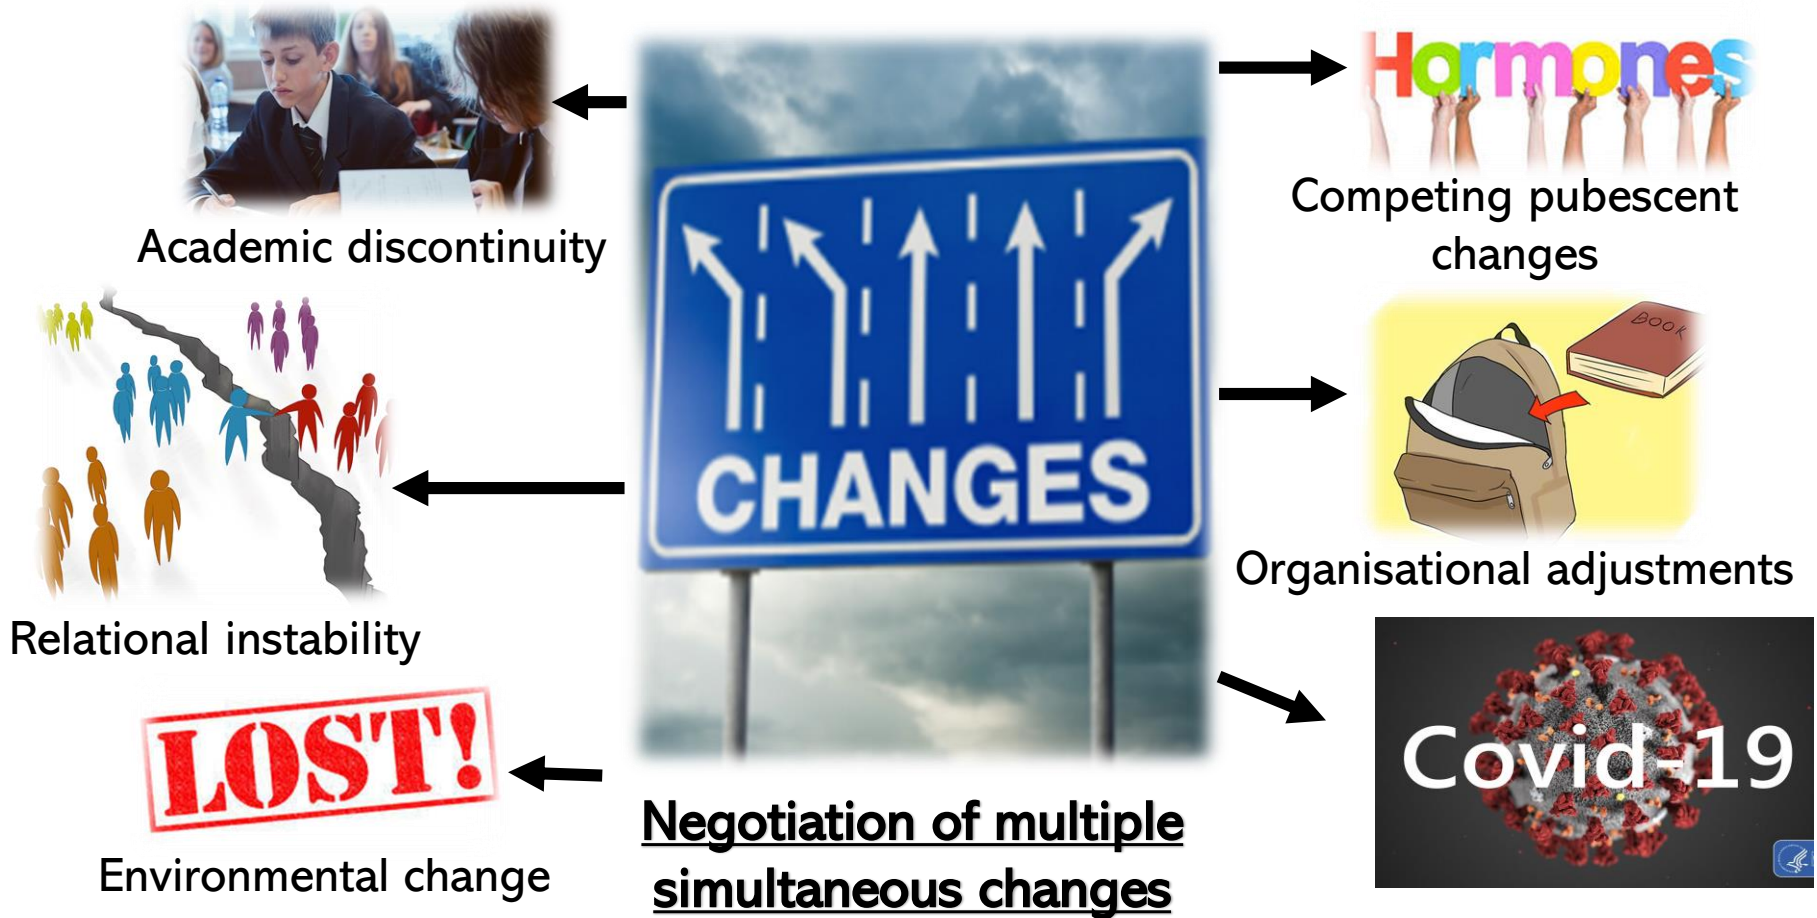 Hormones
Competing pubescent
changes
Academic discontinuity
CHANGES
BOOK
Organisational adjustments
Relational instability
LOST!
Environmental change
Covid-19
Negotiation of multiple
simultaneous changes